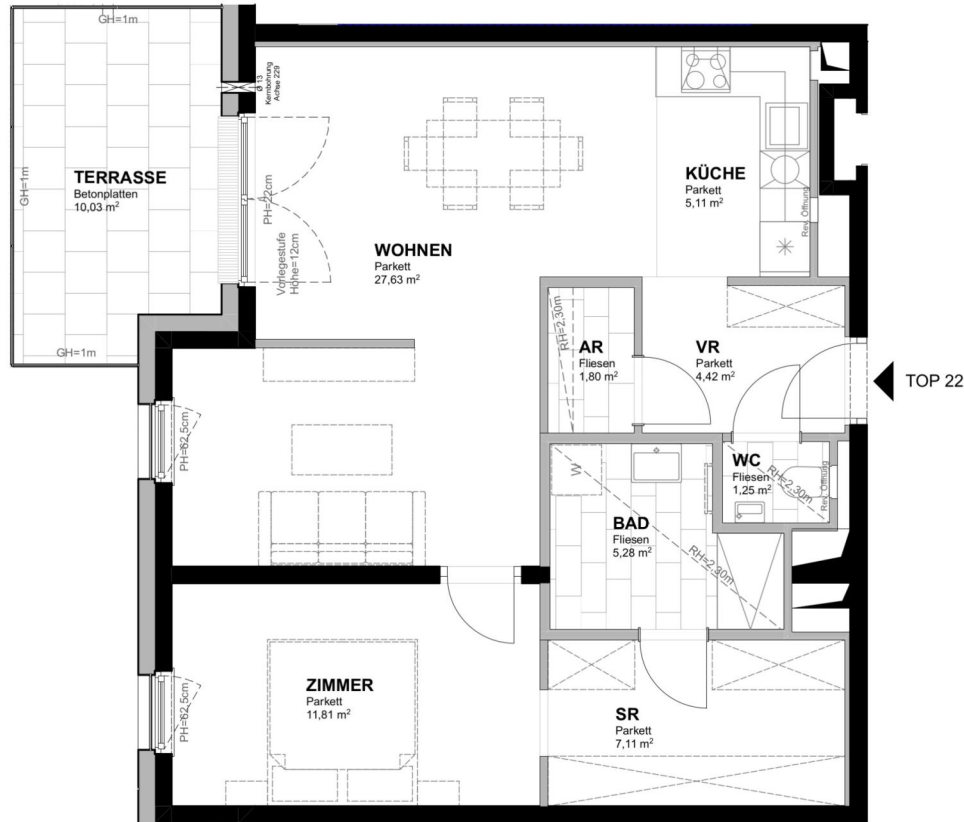 GH=1m
Ø 13
Kernbohrung
Achse 229
TERRASSE
Betonplatten
10,03 m²
GH=1m
PH=22cm
Vorlegestufe
Höhe=12cm
WOHNEN
Parkett
27,63 m²
KÜCHE
Parkett
5,11 m²
Rev. Öffnung
GH=1m
RH=2,30m
AR
Fliesen
1,80 m²
VR
Parkett
4,42 m²
TOP 22
PH=62,5cm
W
WC
Fliesen
1,25 m²
RH=2,30m
Rev. Öffnung
BAD
Fliesen
5,28 m²
RH=2,30m
ZIMMER
Parkett
11,81 m²
PH=62,5cm
SR
Parkett
7,11 m²